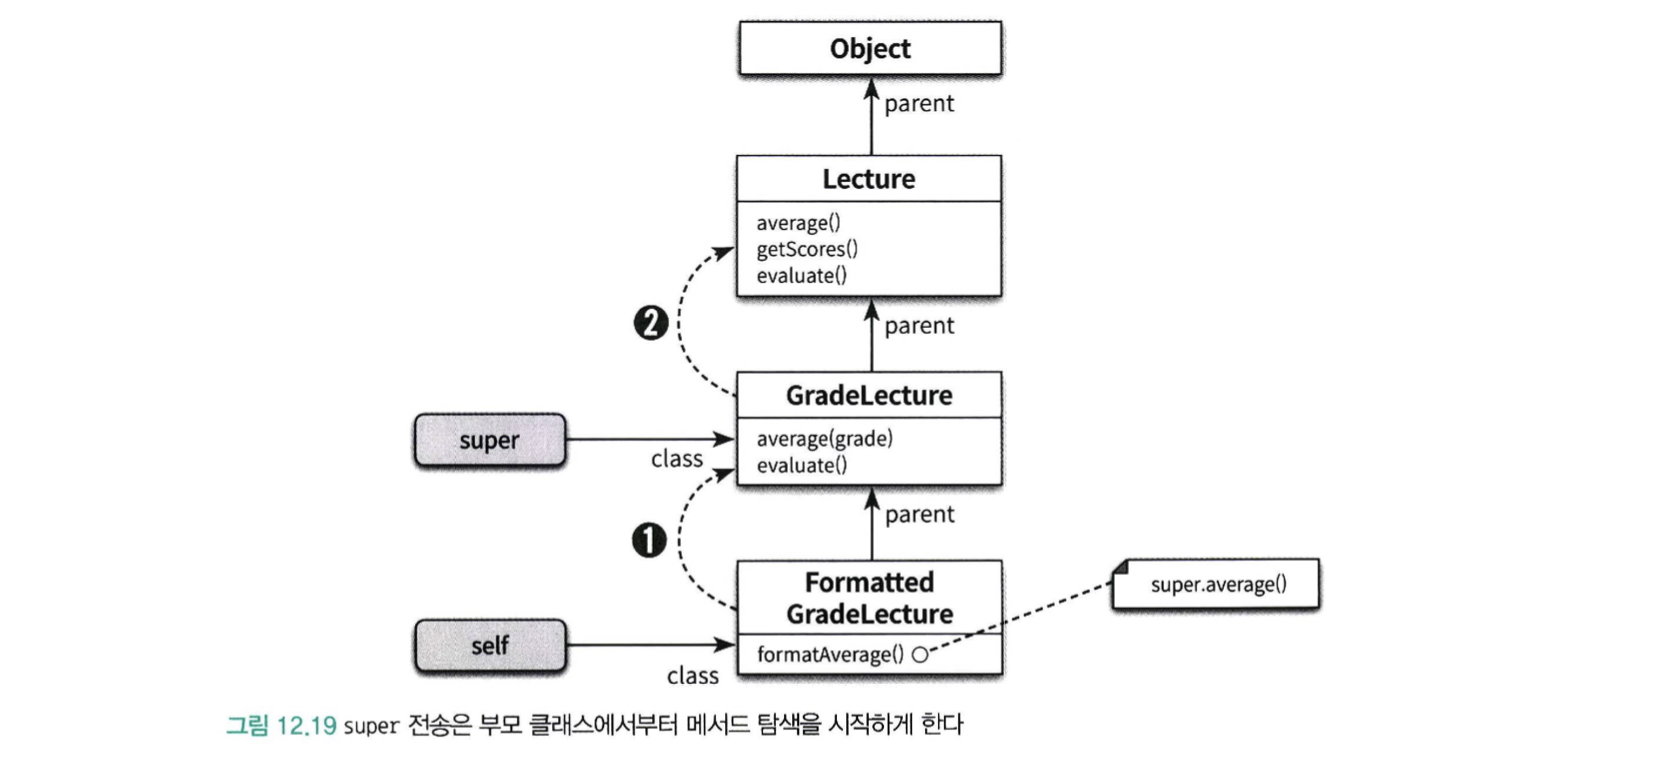 Object
parent
Lecture
average()
getScores()
evaluate()
❷
parent
GradeLecture
super
average(grade)
class
evaluate()
parent
❶
Formatted
GradeLecture
super.average()
self
formatAverage()
class
그림 12.19 super 전송은 부모 클래스에서부터 메서드 탐색을 시작하게 한다